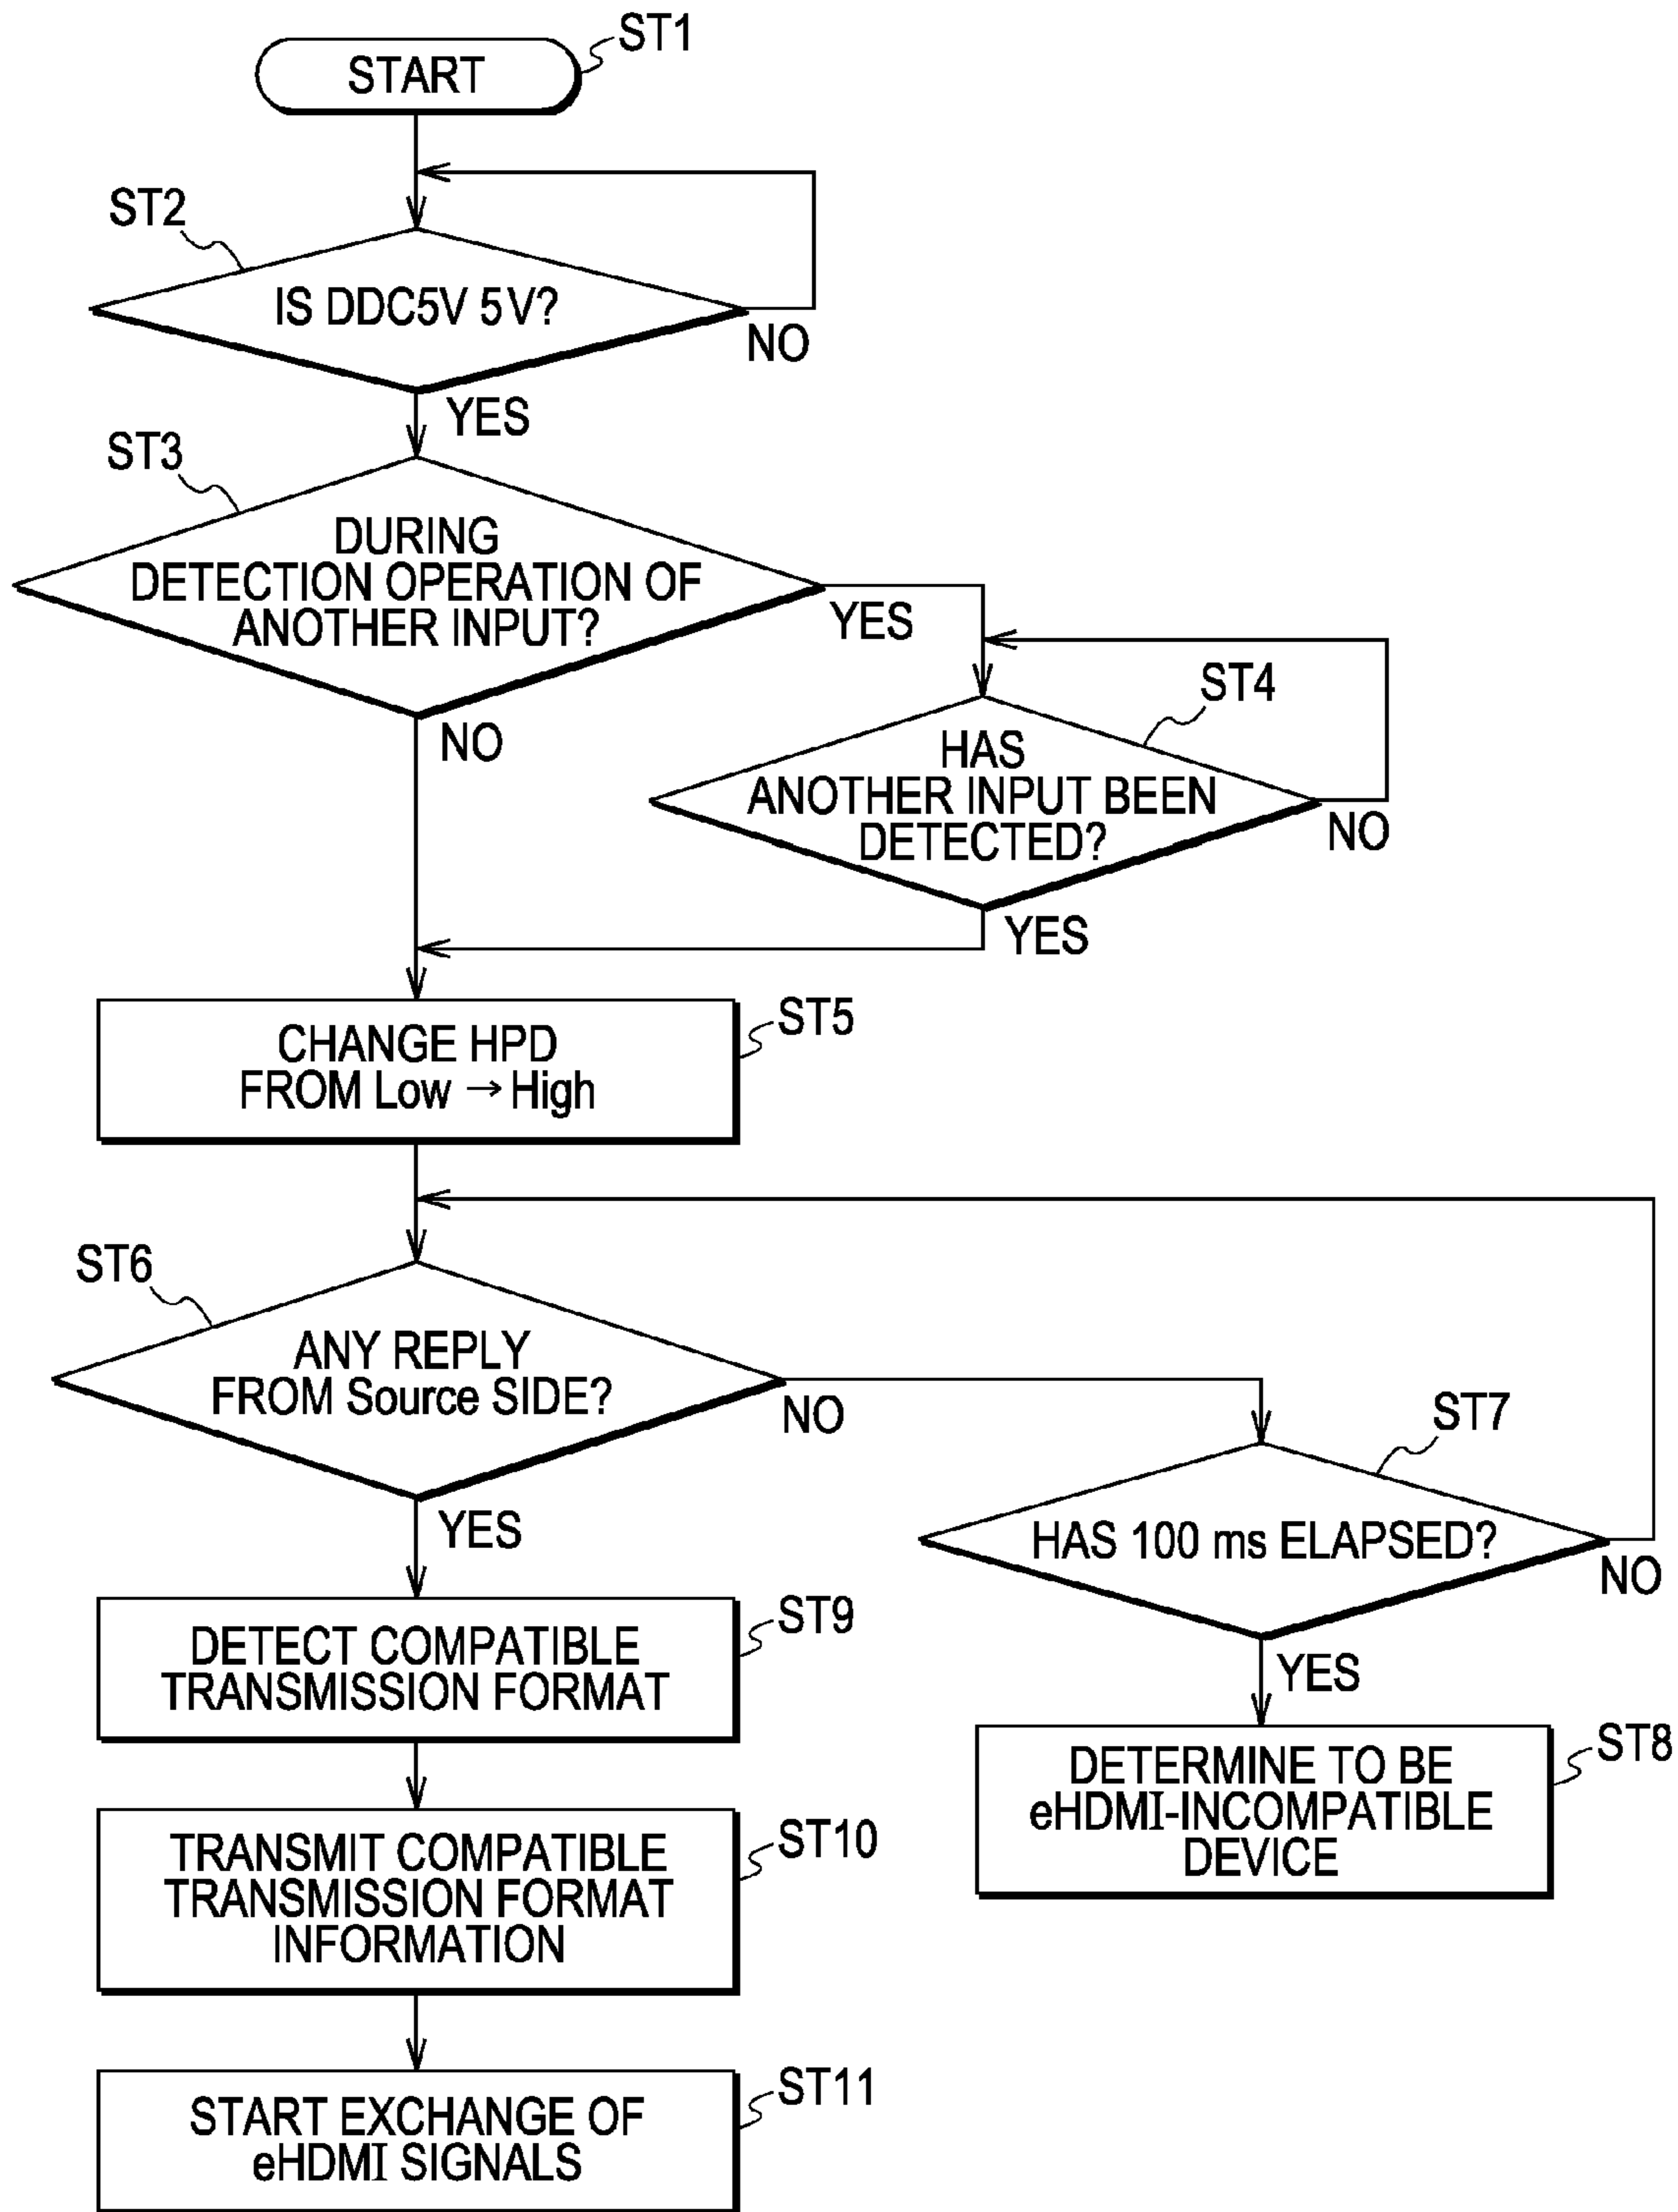 ST1
START
ST2
IS DDC5V 5V?
NO
YES
ST3
DURING
DETECTION OPERATION OF
ANOTHER INPUT?
YES
NO
ST4
HAS
ANOTHER INPUT BEEN
DETECTED?
NO
YES
ST5
CHANGE HPD
FROM Low → High
ST6
ANY REPLY
FROM Source SIDE?
NO
YES
ST7
HAS 100 ms ELAPSED?
NO
YES
ST8
DETERMINE TO BE
eHDMI-INCOMPATIBLE
DEVICE
ST9
DETECT COMPATIBLE
TRANSMISSION FORMAT
ST10
TRANSMIT COMPATIBLE
TRANSMISSION FORMAT
INFORMATION
ST11
START EXCHANGE OF
eHDMI SIGNALS